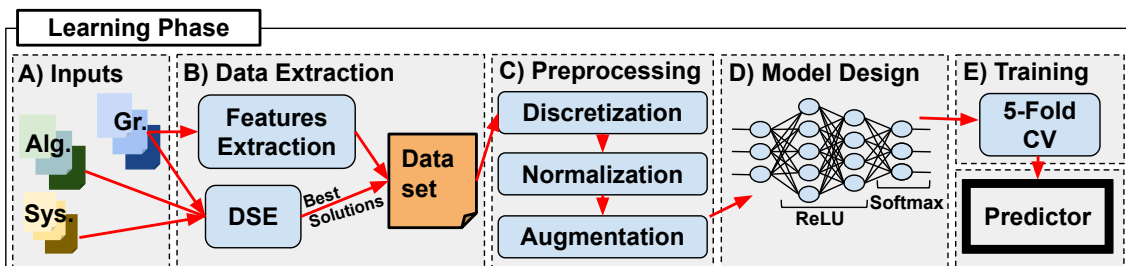 Learning Phase
A) Inputs
Gr.
Alg.
Sys.
B) Data Extraction
Features
Extraction
DSE
Best
Solutions
Data
set
C) Preprocessing
Discretization
Normalization
Augmentation
D) Model Design
ReLU
Softmax
E) Training
5-Fold
CV
Predictor